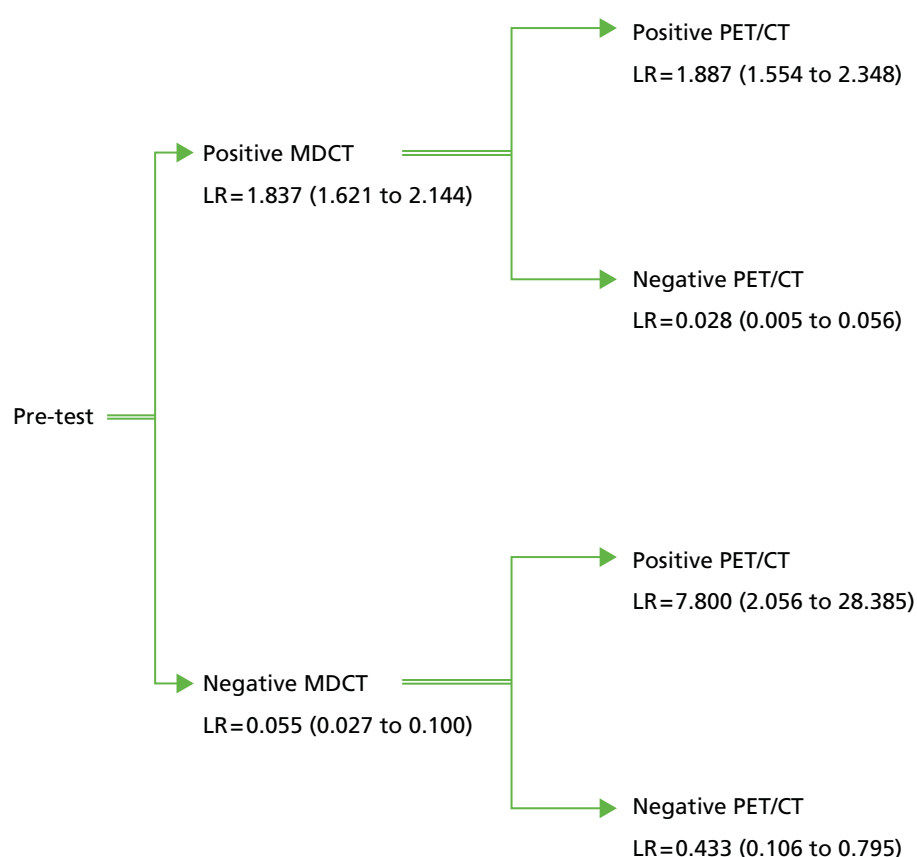 Positive PET/CT
LR=1.887 (1.554 to 2.348)
Positive MDCT
LR=1.837 (1.621 to 2.144)
Negative PET/CT
LR=0.028 (0.005 to 0.056)
Pre-test
Positive PET/CT
LR=7.800 (2.056 to 28.385)
Negative MDCT
LR=0.055 (0.027 to 0.100)
Negative PET/CT
LR=0.433 (0.106 to 0.795)